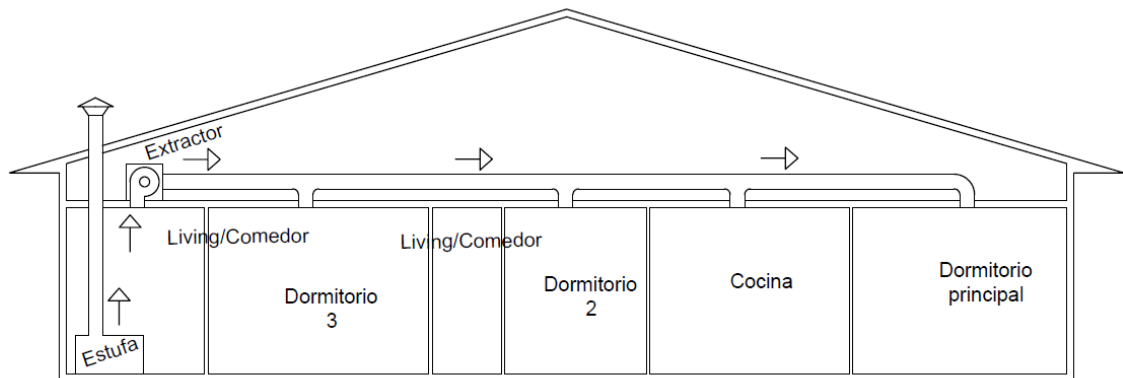 Extractor
Living/Comedor
Living/Comedor
Dormitorio
3
Dormitorio
2
Cocina
Dormitorio
principal
Estufa